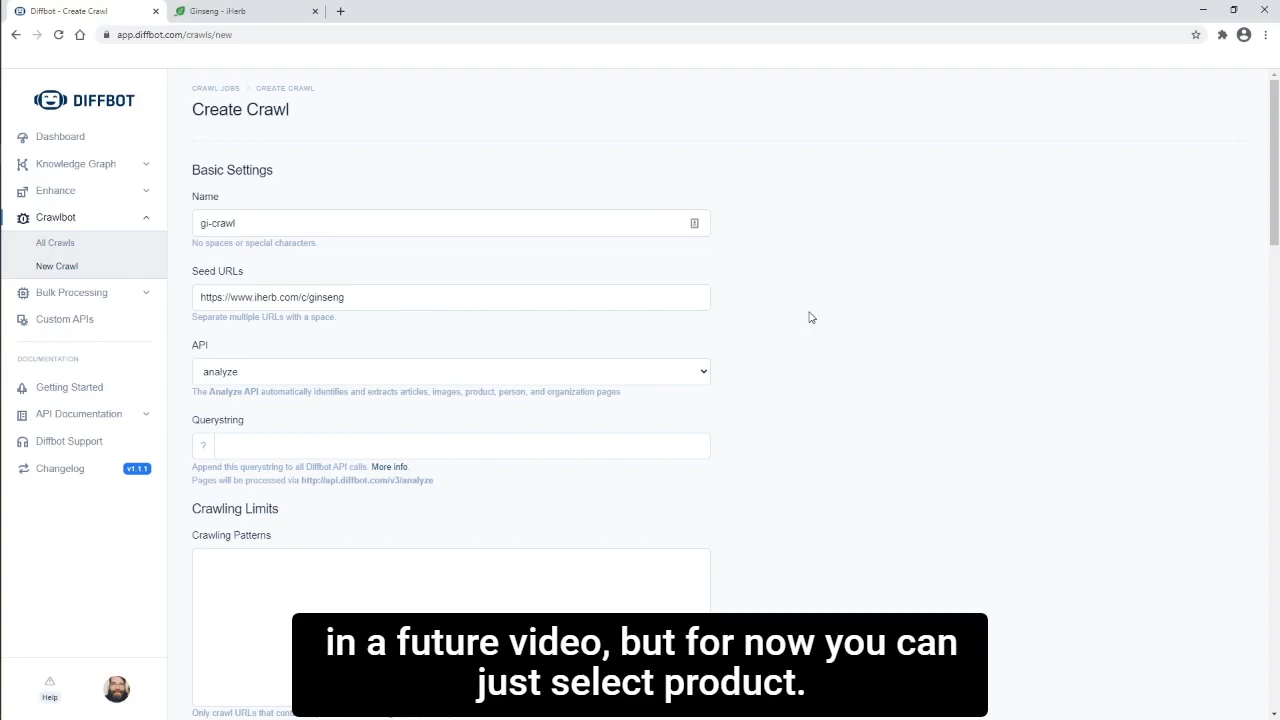 Diffbot - Create Crawl
Ginseng - iHerb
app.diffbot.com/crawls/new
DIFFBOT
Dashboard
Knowledge Graph
Enhance
Crawlbot
All Crawls
New Crawl
Bulk Processing
Custom APIs
DOCUMENTATION
Getting Started
API Documentation
Diffbot Support
Changelog
v1.1.1
Help
CRAWL JOBS > CREATE CRAWL
Create Crawl
Basic Settings
Name
gi-crawl
No spaces or special characters.
Seed URLs
https://www.iherb.com/c/ginseng
Separate multiple URLs with a space.
API
analyze
The Analyze API automatically identifies and extracts articles, images, product, person, and organization pages
Querystring
?
Append this querystring to all Diffbot API calls. More info.
Pages will be processed via http://api.diffbot.com/v3/analyze
Crawling Limits
Crawling Patterns
Only crawl URLs that
in a future video, but for now you can
just select product.